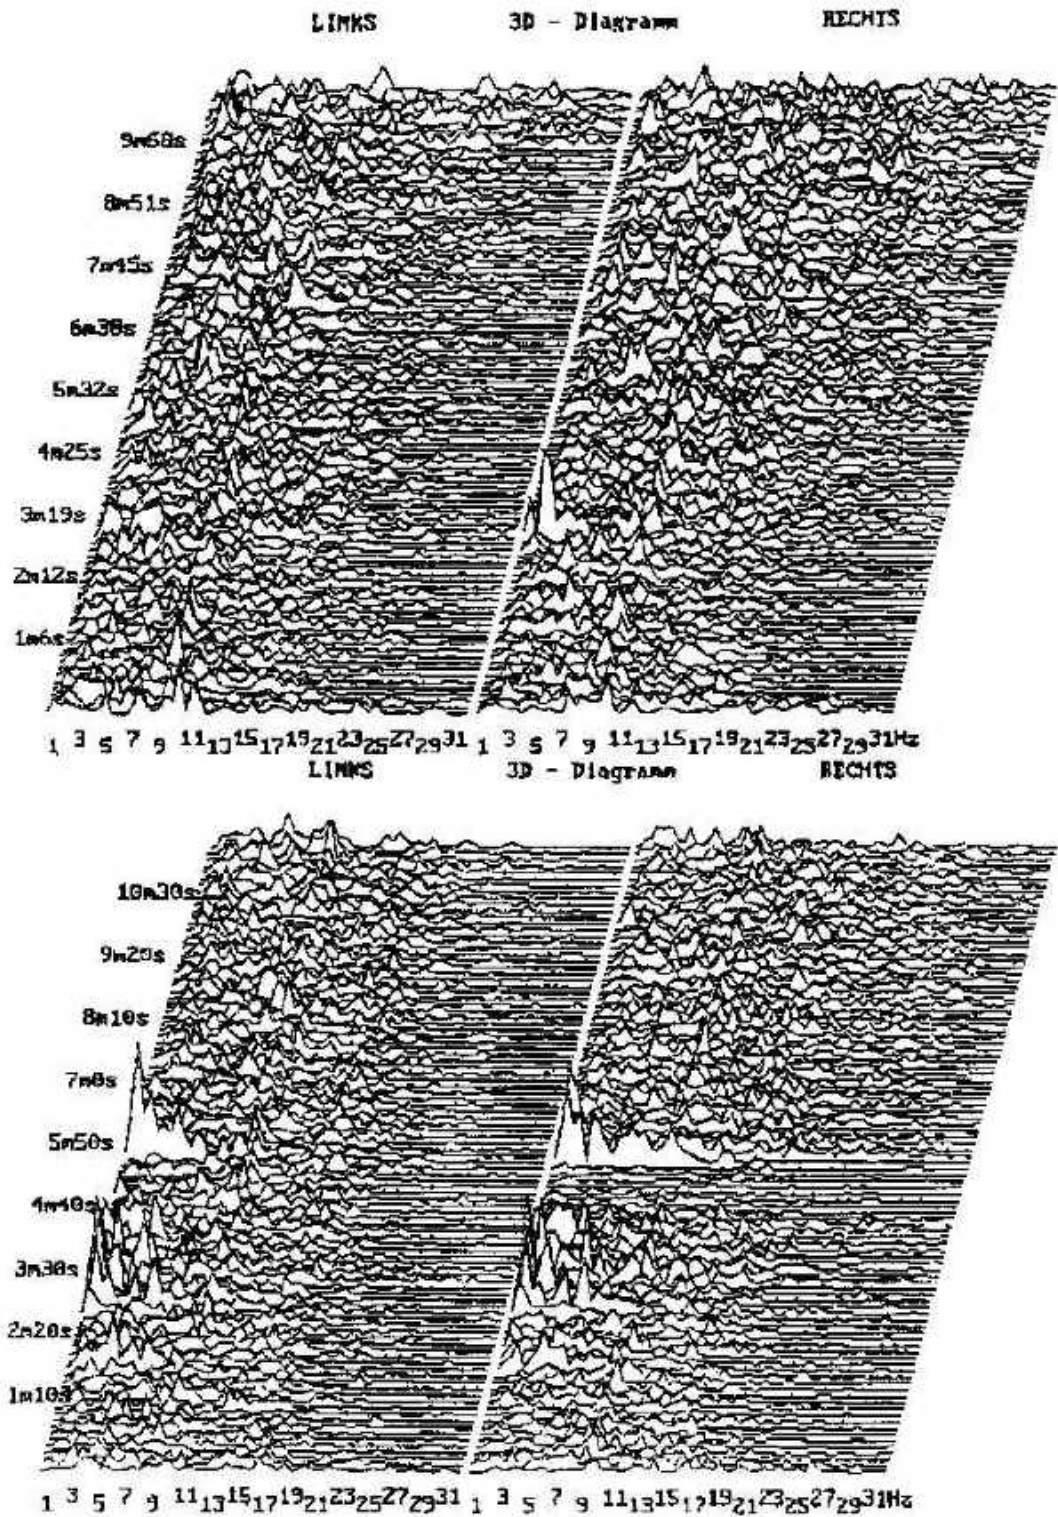 LINKS 3D - Diagramm RECHTS
9m58s
8m51s
7m45s
6m38s
5m32s
4m25s
3m19s
2m12s
1m6s
1 3 5 7 9 11 13 15 17 19 21 23 25 27 29 31 1 3 5 7 9 11 13 15 17 19 21 23 25 27 29 31Hz
LINKS 3D - Diagramm RECHTS
10m30s
9m20s
8m10s
7m0s
5m50s
4m40s
3m30s
2m20s
1m10s
1 3 5 7 9 11 13 15 17 19 21 23 25 27 29 31 1 3 5 7 9 11 13 15 17 19 21 23 25 27 29 31Hz